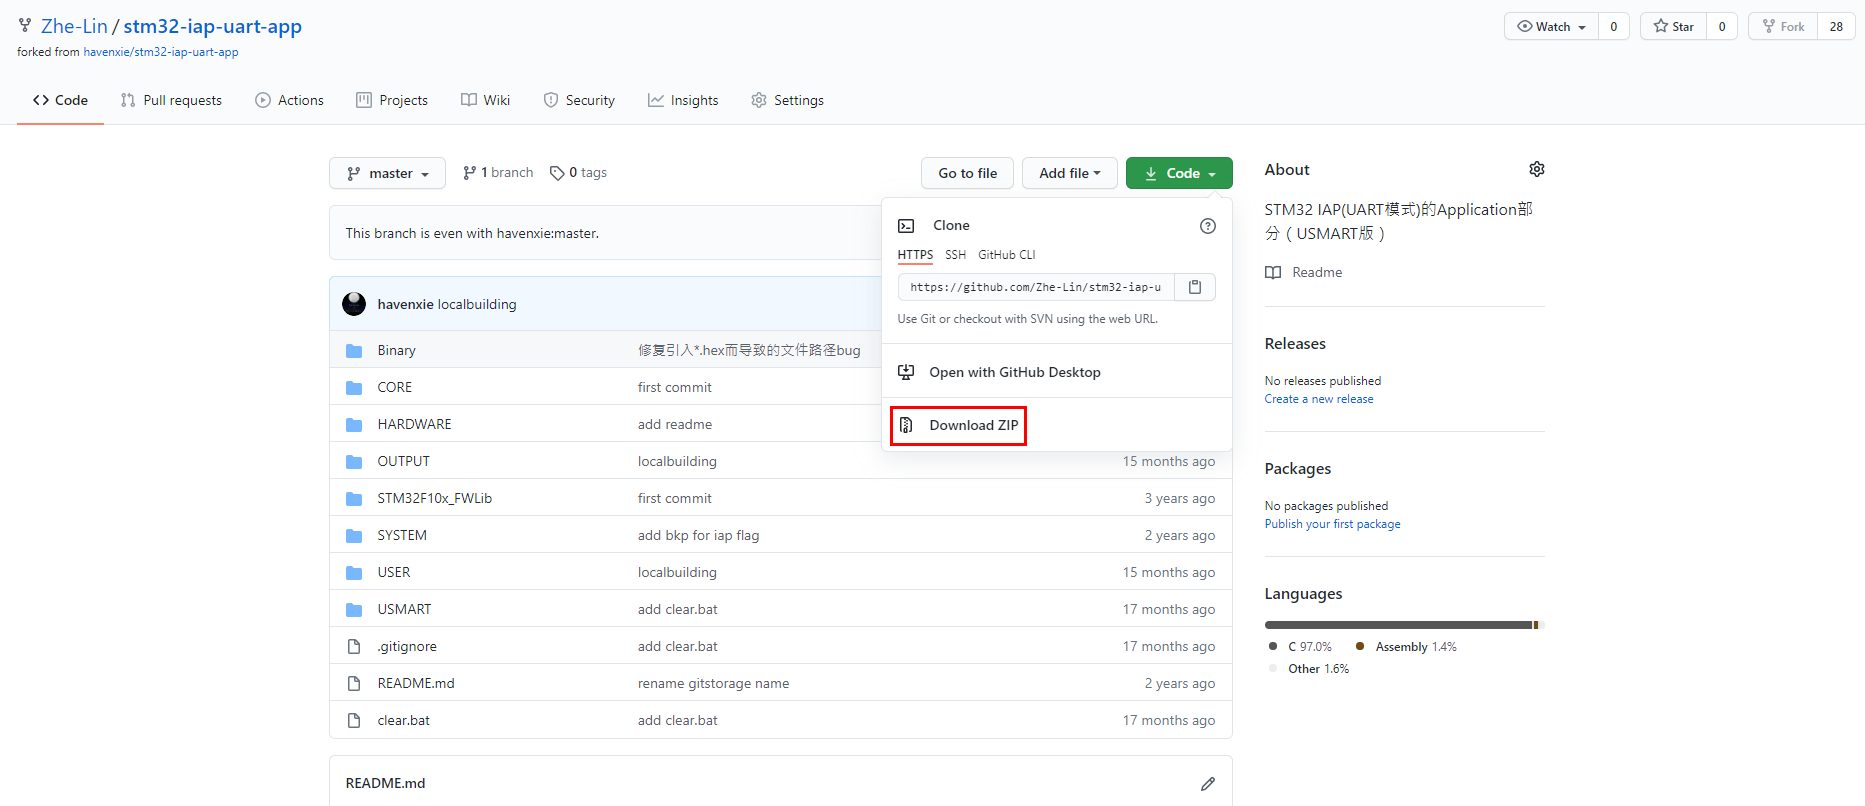 Zhe-Lin / stm32-iap-uart-app
forked from havenxie/stm32-iap-uart-app
Watch 0 Star 0 Fork 28
Code Pull requests Actions Projects Wiki Security Insights Settings
master 1 branch 0 tags
Go to file Add file Code
This branch is even with havenxie:master.
havenxie localbuilding
Binary 修复引入*.hex而导致的文件路径bug
CORE first commit
HARDWARE add readme
OUTPUT localbuilding 15 months ago
STM32F10x_FWLib first commit 3 years ago
SYSTEM add bkp for iap flag 2 years ago
USER localbuilding 15 months ago
USMART add clear.bat 17 months ago
.gitignore add clear.bat 17 months ago
README.md rename gitstorage name 2 years ago
clear.bat add clear.bat 17 months ago
README.md
Clone
HTTPS SSH GitHub CLI
https://github.com/Zhe-Lin/stm32-iap-u
Use Git or checkout with SVN using the web URL.
Open with GitHub Desktop
Download ZIP
About
STM32 IAP(UART模式)的Application部
分（USMART版）
Readme
Releases
No releases published
Create a new release
Packages
No packages published
Publish your first package
Languages
C 97.0% Assembly 1.4%
Other 1.6%